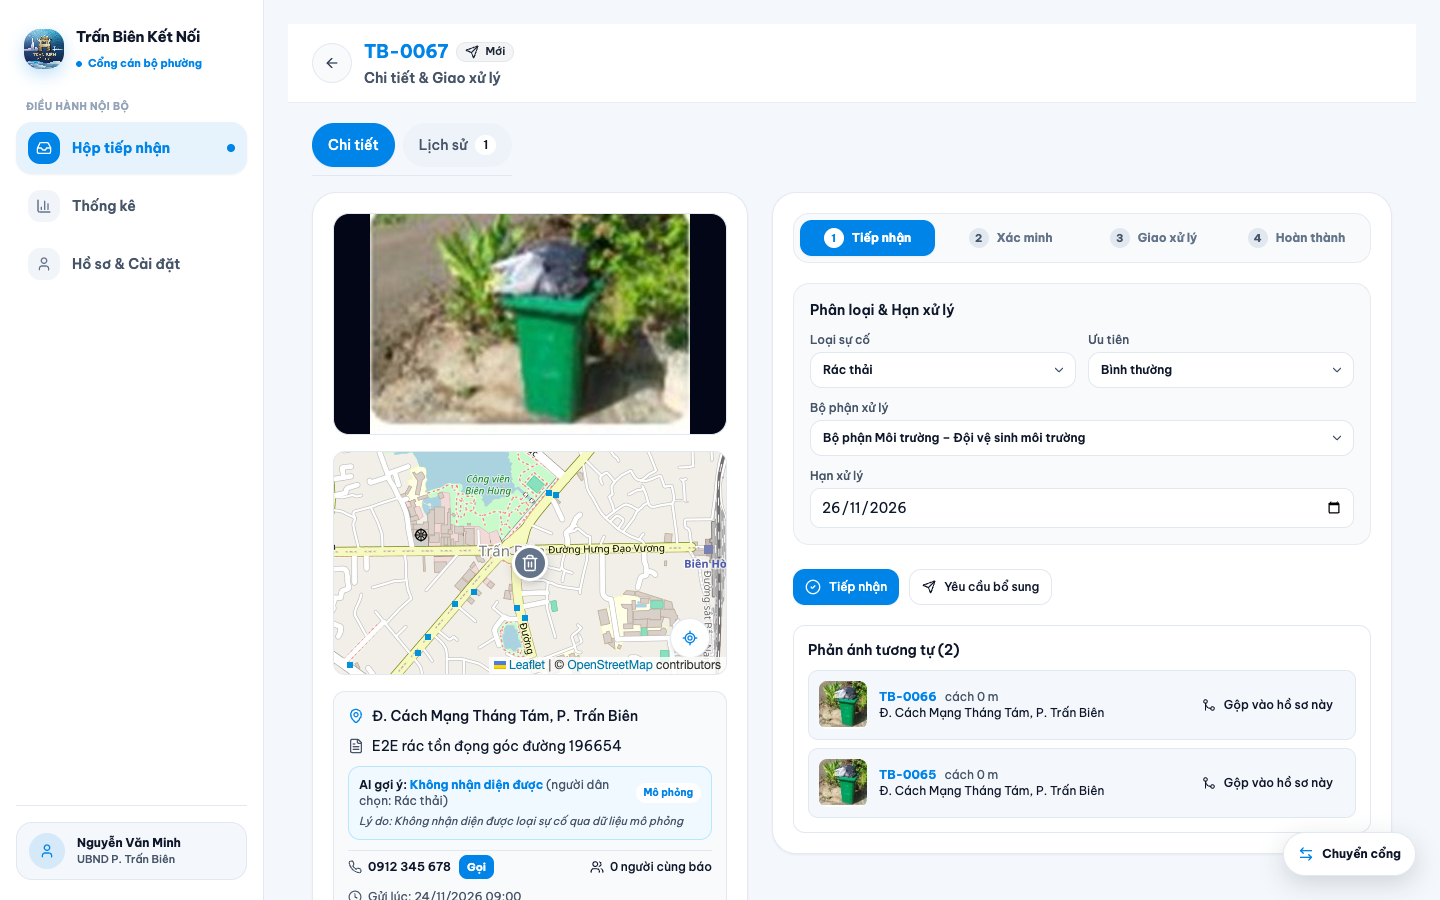 Trấn Biên Kết Nối
Cổng cán bộ phường
ĐIỀU HÀNH NỘI BỘ
Hộp tiếp nhận
Thống kê
Hồ sơ & Cài đặt
Nguyễn Văn Minh
UBND P. Trấn Biên
TB-0067 Mới
Chi tiết & Giao xử lý
Chi tiết
Lịch sử 1
Công viên
Biên Hùng
Trấn
Đường Hưng Đạo Vương
Biên Hò
Đường sắt
Đường
Leaflet | © OpenStreetMap contributors
Đ. Cách Mạng Tháng Tám, P. Trấn Biên
E2E rác tồn đọng góc đường 196654
AI gợi ý: Không nhận diện được (người dân
chọn: Rác thải)
Mô phỏng
Lý do: Không nhận diện được loại sự cố qua dữ liệu mô phỏng
0912 345 678 Gọi
0 người cùng báo
Gửi lúc: 24/11/2026 09:00
1 Tiếp nhận
2 Xác minh
3 Giao xử lý
4 Hoàn thành
Phân loại & Hạn xử lý
Loại sự cố
Rác thải
Ưu tiên
Bình thường
Bộ phận xử lý
Bộ phận Môi trường – Đội vệ sinh môi trường
Hạn xử lý
26/11/2026
Tiếp nhận
Yêu cầu bổ sung
Phản ánh tương tự (2)
TB-0066 cách 0 m
Đ. Cách Mạng Tháng Tám, P. Trấn Biên
Gộp vào hồ sơ này
TB-0065 cách 0 m
Đ. Cách Mạng Tháng Tám, P. Trấn Biên
Gộp vào hồ sơ này
Chuyển cổng